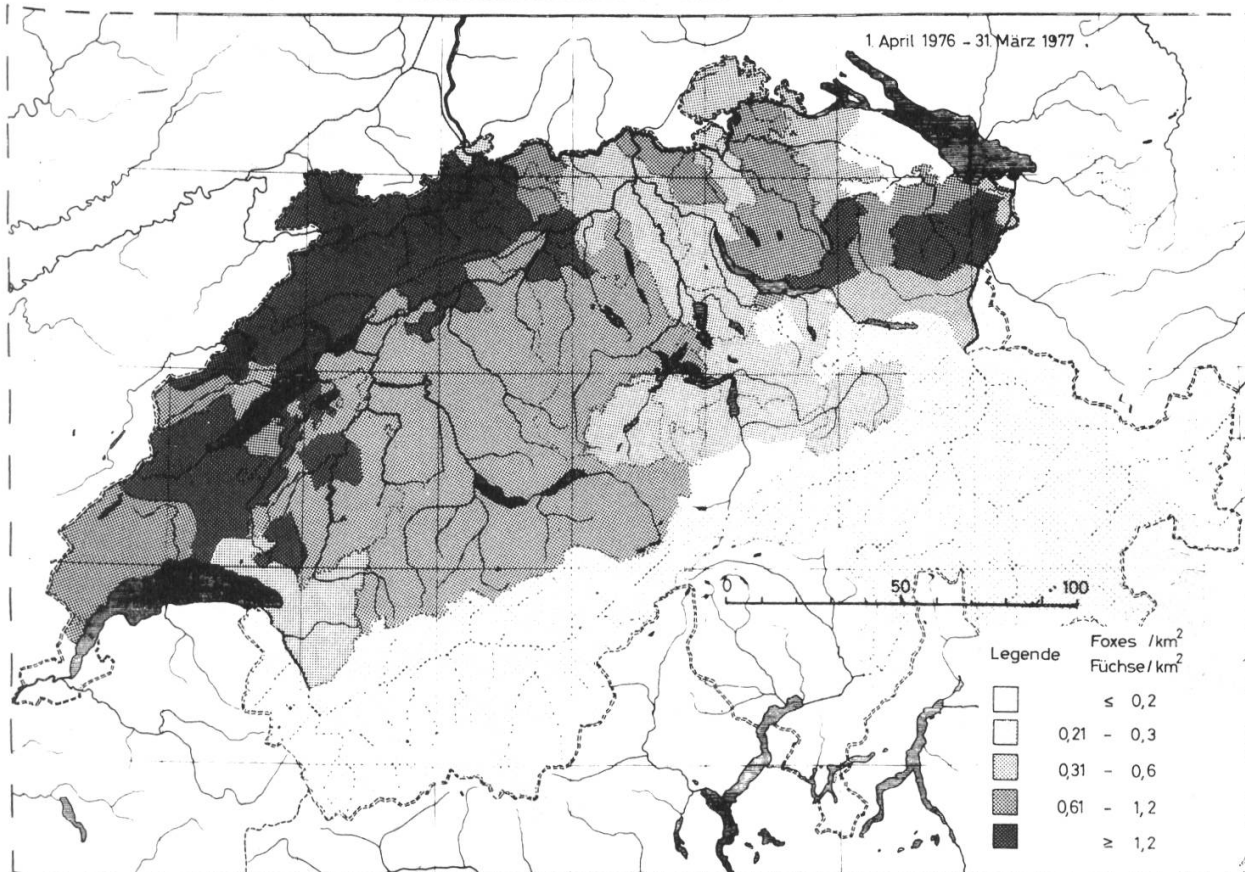 1. April 1976 - 31. März 1977
0 50 100
Legende Foxes /km²
Füchse/km²
≤ 0,2
0,21 - 0,3
0,31 - 0,6
0,61 - 1,2
≥ 1,2